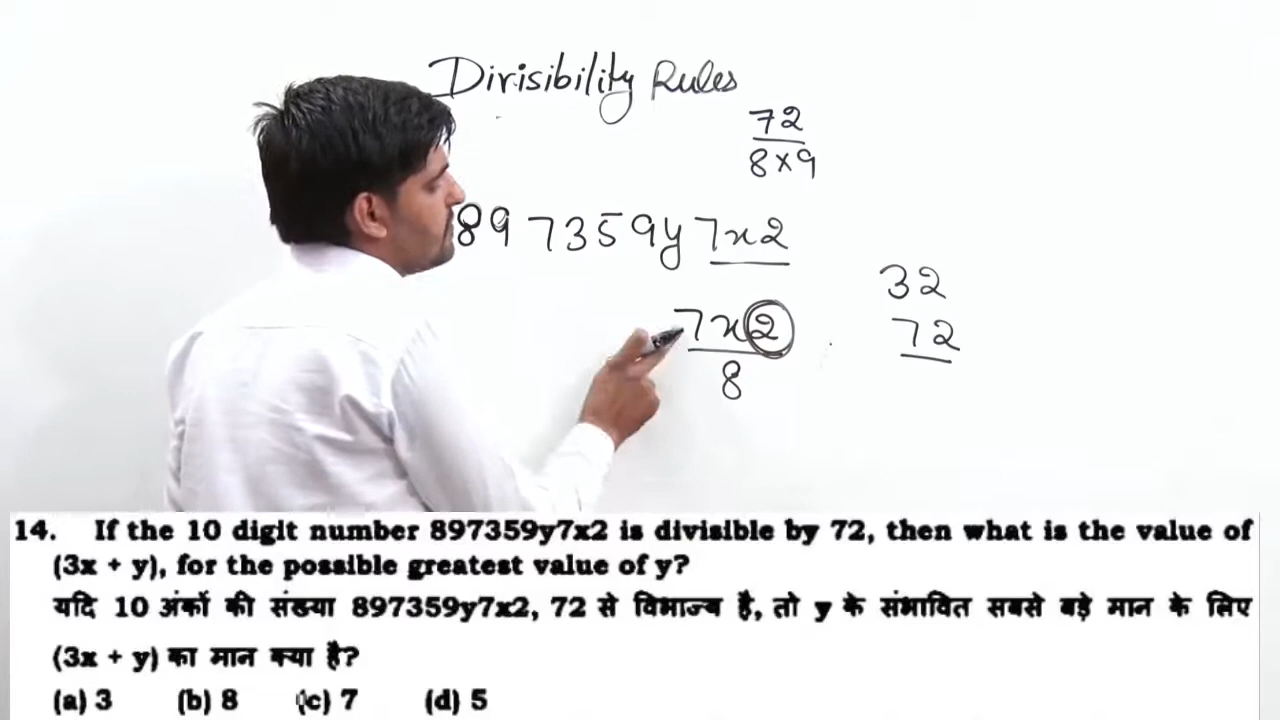 Divisibility Rules
72
8×9
897359y7x2
32
7x2
72
8
14. If the 10 digit number 897359y7x2 is divisible by 72, then what is the value of
(3x + y), for the possible greatest value of y?
यदि 10 अंकों की संख्या 897359y7x2, 72 से विभाज्य है, तो y के संभावित सबसे बड़े मान के लिए
(3x + y) का मान क्या है?
(a) 3 (b) 8 (c) 7 (d) 5